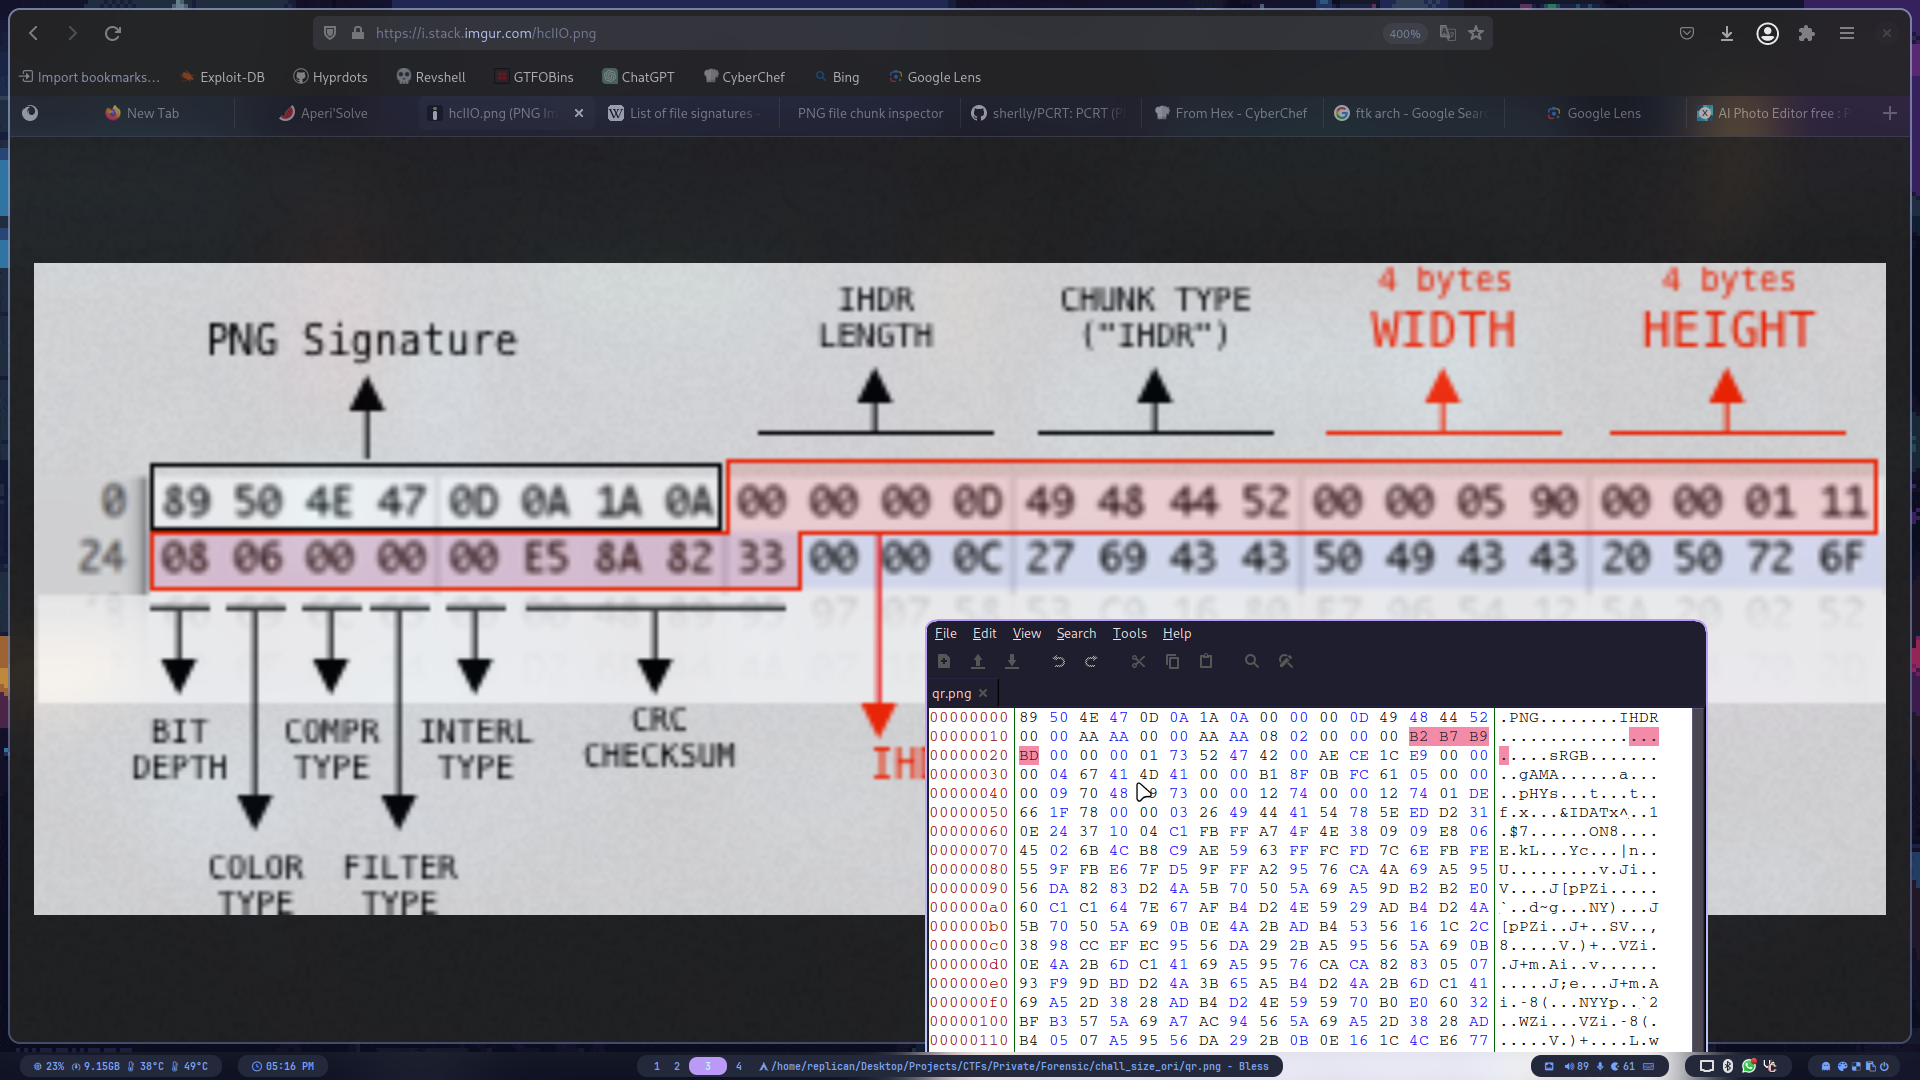 https://i.stack.imgur.com/hclIO.png
400%
Import bookmarks...
Exploit-DB
Hyprdots
Revshell
GTFOBins
ChatGPT
CyberChef
Bing
Google Lens
New Tab
Aperi'Solve
hclIO.png (PNG Im
List of file signatures -
PNG file chunk inspector
sherlly/PCRT: PCRT (P
From Hex - CyberChef
ftk arch - Google Sear
Google Lens
AI Photo Editor free : P
4 bytes 4 bytes
IHDR CHUNK TYPE WIDTH HEIGHT
PNG Signature LENGTH ("IHDR")
0 89 50 4E 47 0D 0A 1A 0A 00 00 00 0D 49 48 44 52 00 00 05 90 00 00 01 11
24 08 06 00 00 00 E5 8A 82 33 00 00 0C 27 69 43 43 50 49 43 43 20 50 72 6F
BIT COMPR INTERL CRC
DEPTH TYPE TYPE CHECKSUM
COLOR FILTER
TYPE TYPE
IH
File Edit View Search Tools Help
qr.png
00000000 89 50 4E 47 0D 0A 1A 0A 00 00 00 0D 49 48 44 52 .PNG........IHDR
00000010 00 00 AA AA 00 00 AA AA 08 02 00 00 00 B2 B7 B9 ................
00000020 BD 00 00 00 01 73 52 47 42 00 AE CE 1C E9 00 00 .....sRGB.......
00000030 00 04 67 41 4D 41 00 00 B1 8F 0B FC 61 05 00 00 ..gAMA......a...
00000040 00 09 70 48 9 73 00 00 12 74 00 00 12 74 01 DE ..pHYs...t...t..
00000050 66 1F 78 00 00 03 26 49 44 41 54 78 5E ED D2 31 f.x...&IDATx^..1
00000060 0E 24 37 10 04 C1 FB FF A7 4F 4E 38 09 09 E8 06 .$7......ON8....
00000070 45 02 6B 4C B8 C9 AE 59 63 FF FC FD 7C 6E FB FE E.kL...Yc...|n..
00000080 55 9F FB E6 7F D5 9F FF A2 95 76 CA 4A 69 A5 95 U.........v.Ji..
00000090 56 DA 82 83 D2 4A 5B 70 50 5A 69 A5 9D B2 B2 E0 V....J[pPZi.....
000000a0 60 C1 C1 64 7E 67 AF B4 D2 4E 59 29 AD B4 D2 4A `..d~g...NY)...J
000000b0 5B 70 50 5A 69 0B 0E 4A 2B AD B4 53 56 16 1C 2C [pPZi..J+..SV..,
000000c0 38 98 CC EF EC 95 56 DA 29 2B A5 95 56 5A 69 0B 8.....V.)+..VZi.
000000d0 0E 4A 2B 6D C1 41 69 A5 95 76 CA CA 82 83 05 07 .J+m.Ai..v......
000000e0 93 F9 9D BD D2 4A 3B 65 A5 B4 D2 4A 2B 6D C1 41 .....J;e...J+m.A
000000f0 69 A5 2D 38 28 AD B4 D2 4E 59 59 70 B0 E0 60 32 i.-8(...NYYp..`2
00000100 BF B3 57 5A 69 A7 AC 94 56 5A 69 A5 2D 38 28 AD ..WZi...VZi.-8(.
00000110 B4 05 07 A5 95 56 DA 29 2B 0B 0E 16 1C 4C E6 77 .....V.)+....L.w
23% 9.15GB 38°C 49°C
05:16 PM
1 2 3 4 /home/replican/Desktop/Projects/CTFs/Private/Forensic/chall_size_ori/qr.png - Bless
89 61